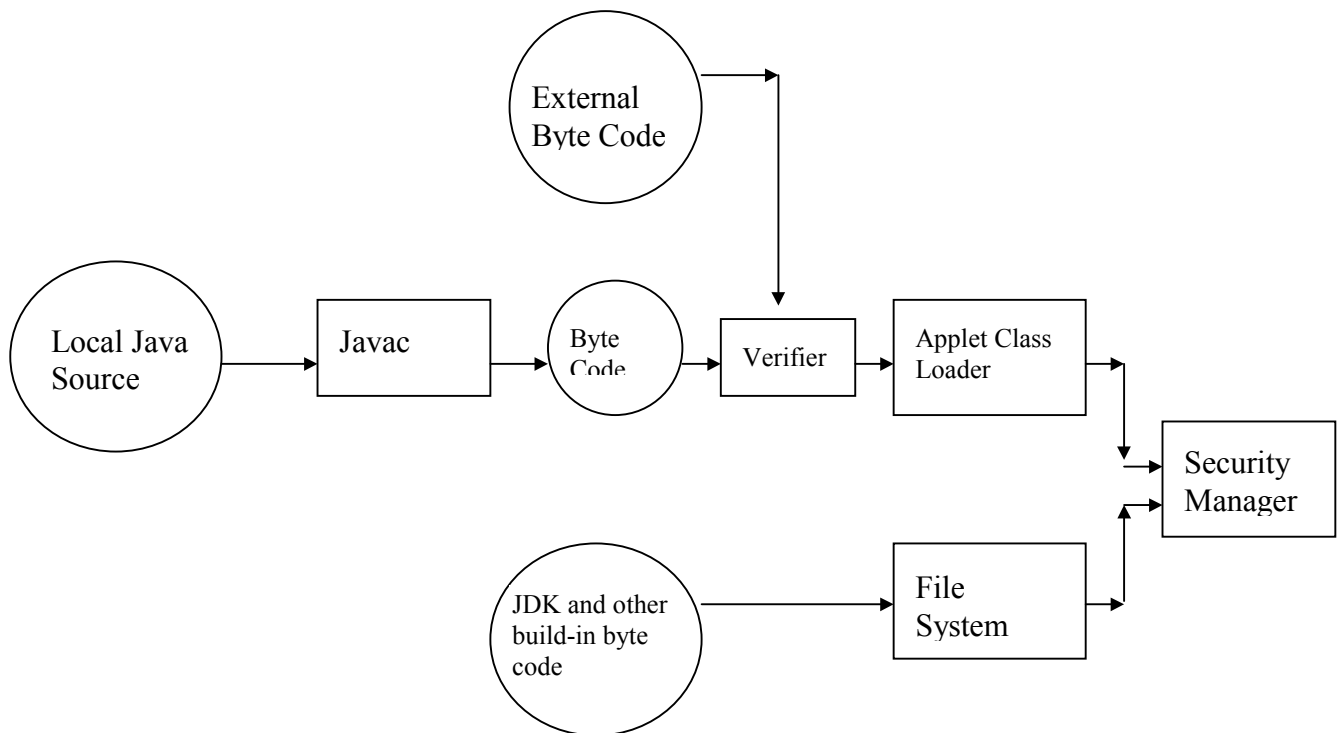 External
Byte Code
Local Java
Source
Javac
Byte
Code
Verifier
Applet Class
Loader
Security
Manager
JDK and other
build-in byte
code
File
System